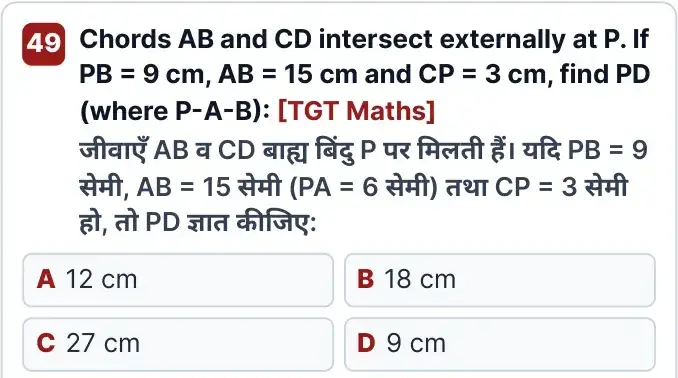 49 Chords AB and CD intersect externally at P. If
PB = 9 cm, AB = 15 cm and CP = 3 cm, find PD
(where P-A-B): [TGT Maths]
जीवाएँ AB व CD बाह्य बिंदु P पर मिलती हैं। यदि PB = 9
सेमी, AB = 15 सेमी (PA = 6 सेमी) तथा CP = 3 सेमी
हो, तो PD ज्ञात कीजिए:
A 12 cm
B 18 cm
C 27 cm
D 9 cm